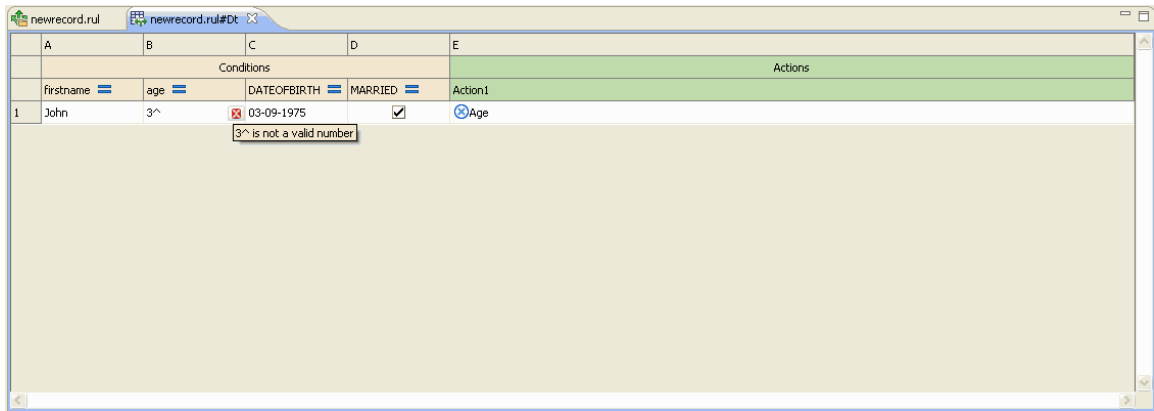 newrecord.rul newrecord.rul#Dt
A B C D E
Conditions Actions
firstname = age = DATEOFBIRTH = MARRIED = Action1
1 John 3^ 03-09-1975 Age
3^ is not a valid number